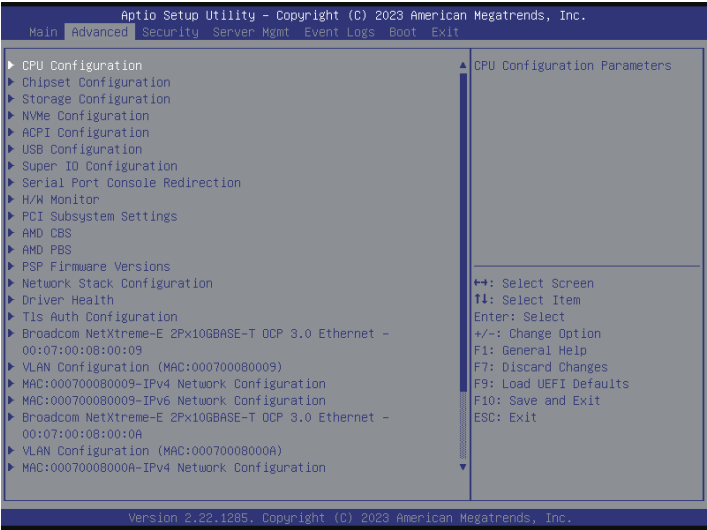 Aptio Setup Utility – Copyright (C) 2023 American Megatrends, Inc.
Main Advanced Security Server Mgmt Event Logs Boot Exit
CPU Configuration
Chipset Configuration
Storage Configuration
NVMe Configuration
ACPI Configuration
USB Configuration
Super IO Configuration
Serial Port Console Redirection
H/W Monitor
PCI Subsystem Settings
AMD CBS
AMD PBS
PSP Firmware Versions
Network Stack Configuration
Driver Health
Tls Auth Configuration
Broadcom NetXtreme-E 2Px10GBASE-T OCP 3.0 Ethernet –
00:07:00:08:00:09
VLAN Configuration (MAC:000700080009)
MAC:000700080009-IPv4 Network Configuration
MAC:000700080009-IPv6 Network Configuration
Broadcom NetXtreme-E 2Px10GBASE-T OCP 3.0 Ethernet –
00:07:00:08:00:0A
VLAN Configuration (MAC:00070008000A)
MAC:00070008000A-IPv4 Network Configuration
CPU Configuration Parameters
↔: Select Screen
↑↓: Select Item
Enter: Select
+/-: Change Option
F1: General Help
F7: Discard Changes
F9: Load UEFI Defaults
F10: Save and Exit
ESC: Exit
Version 2.22.1285. Copyright (C) 2023 American Megatrends, Inc.